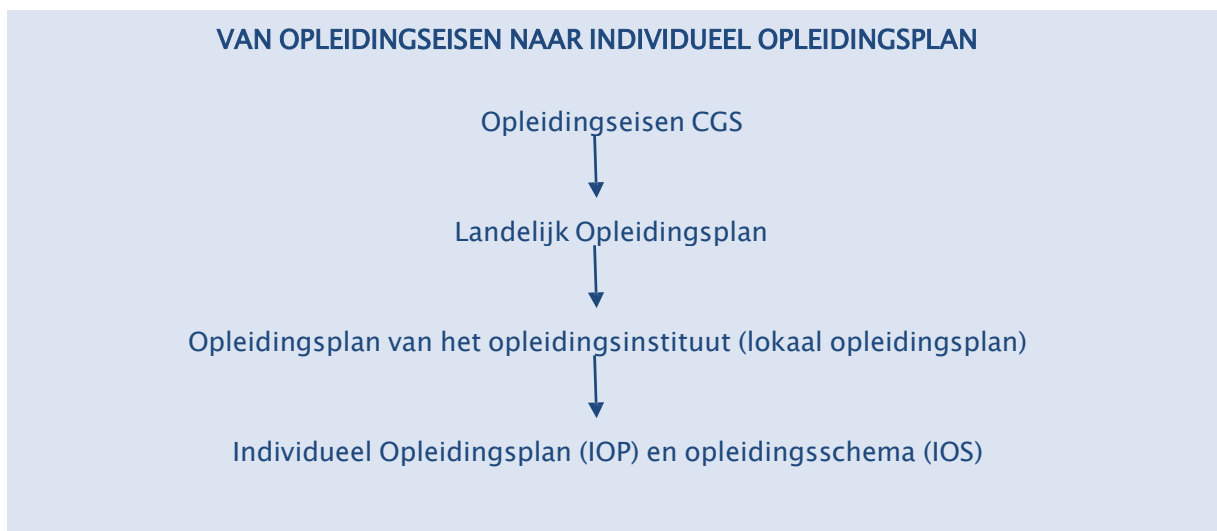 VAN OPLEIDINGSEISEN NAAR INDIVIDUEEL OPLEIDINGSPLAN
Opleidingseisen CGS
Landelijk Opleidingsplan
Opleidingsplan van het opleidingsinstituut (lokaal opleidingsplan)
Individueel Opleidingsplan (IOP) en opleidingsschema (IOS)